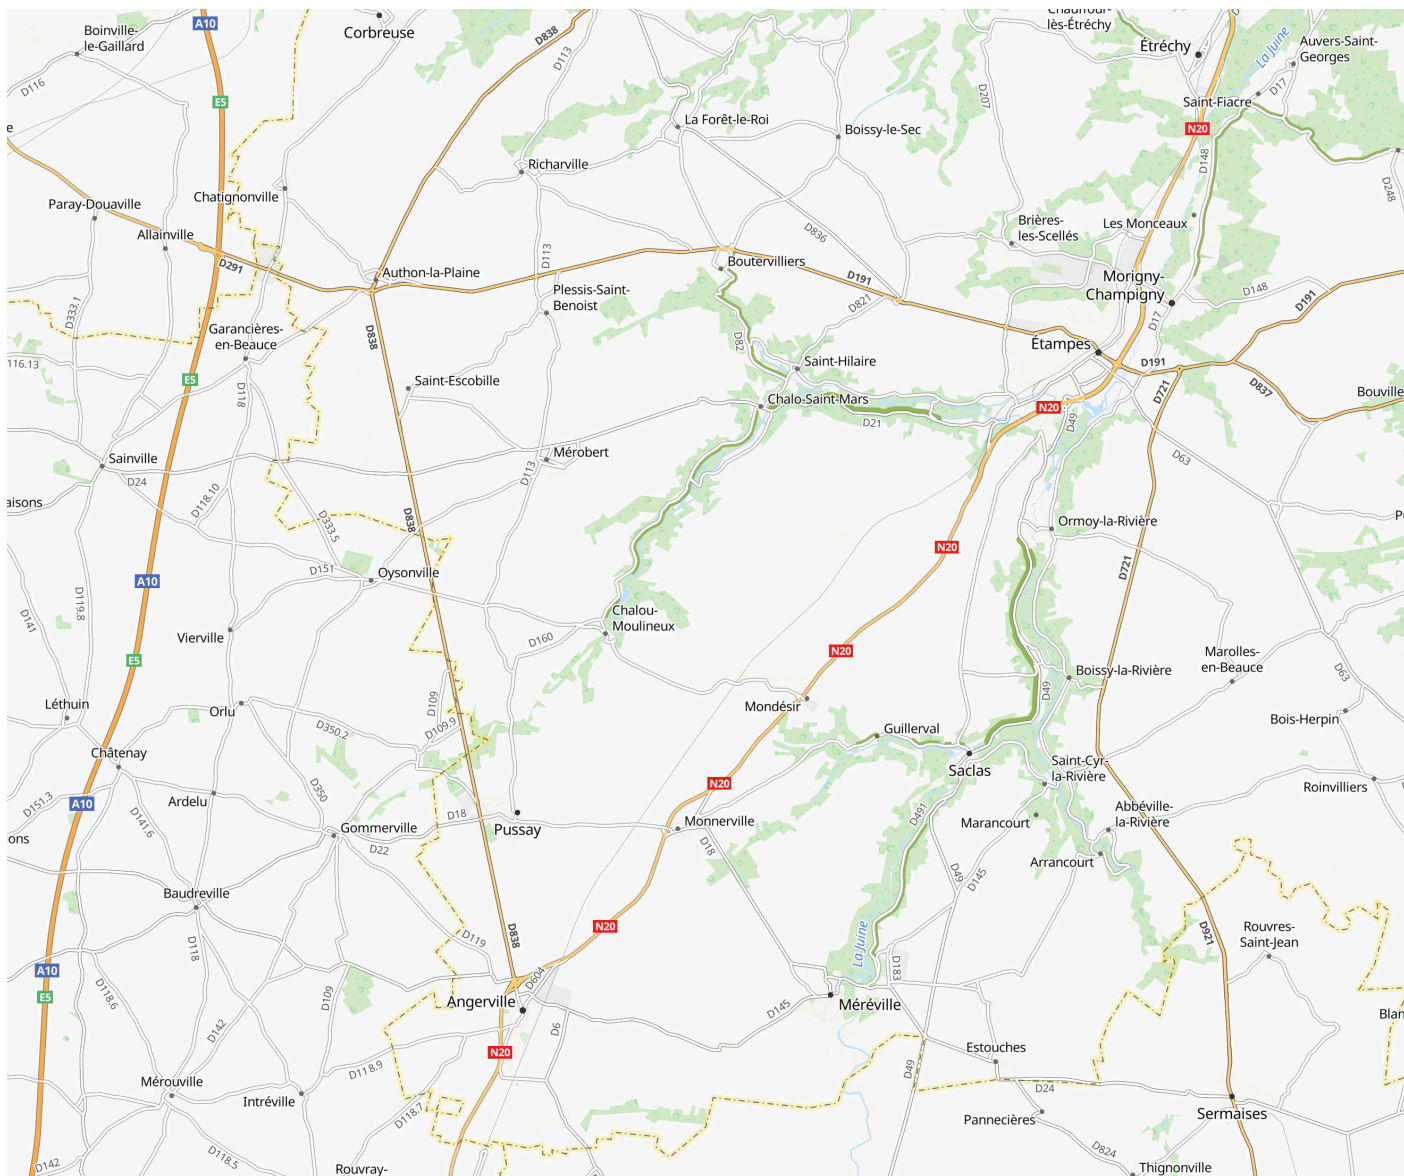 Boinville-
le-Gaillard
A10
Corbreuse
D838
D113
Chauffour-
lès-Étréchy
Étréchy
La Juine
Auvers-Saint-
Georges
D116
E5
D207
D17
Saint-Fiacre
e
La Forêt-le-Roi
Boissy-le-Sec
N20
Richarville
D148
D248
Chatignonville
Paray-Douaville
Allainville
Brières-
les-Scellés
Les Monceaux
D836
D291
D113
Boutervilliers
Authon-la-Plaine
D191
Morigny-
Champigny
D148
D191
Plessis-Saint-
Benoist
D821
D333.1
D17
Garancières-
en-Beauce
D838
D82
Étampes
116.13
Saint-Hilaire
D191
E5
Saint-Escobille
D118
D721
D837
Bouville
Chalo-Saint-Mars
N20
D21
D49
Sainville
Mérobert
D63
D24
D113
D118.10
aisons
D333.5
D838
Ormoy-la-Rivière
P
N20
D151
Oysonville
D721
A10
D119.8
D141
Chalou-
Moulineux
Vierville
D160
N20
E5
Marolles-
en-Beauce
Boissy-la-Rivière
D63
D109
D49
Léthuin
Orlu
Mondésir
Bois-Herpin
D350.2
D109.9
Guillerval
Châtenay
Saclas
Saint-Cyr-
la-Rivière
N20
Roinvilliers
D151.3
A10
Ardelu
D350
D141.6
D18
D491
Abbéville-
la-Rivière
Monnerville
Marancourt
ons
Gommerville
Pussay
D22
D18
Arrancourt
D49
D145
Baudreville
N20
Rouvres-
Saint-Jean
D118
D119
D838
La Juine
D921
A10
D604
D183
E5
D118.6
D109
Angerville
D145
Méréville
Blan
D142
D6
N20
Estouches
D118.9
D49
Mérouville
Intréville
D24
Sermaises
D118.7
Pannecières
D142
D118.5
D824
Rouvray-
Thignonville